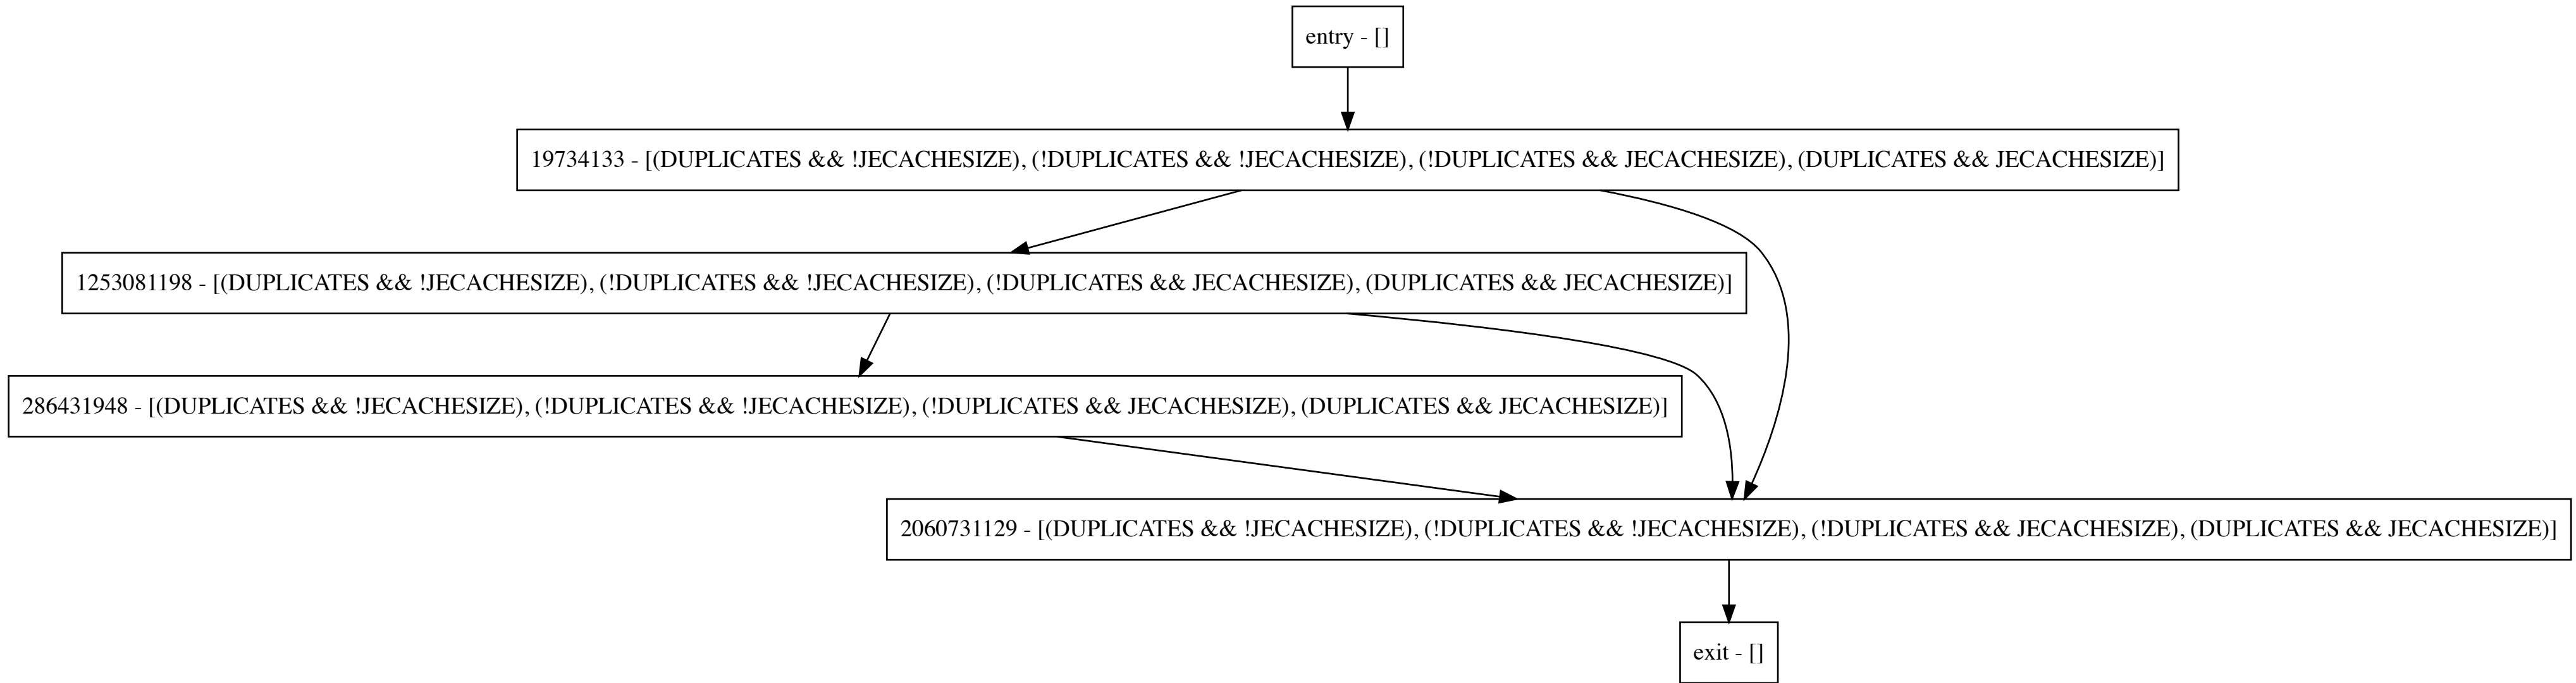 entry - []
19734133 - [(DUPLICATES && !JECACHESIZE), (!DUPLICATES && !JECACHESIZE), (!DUPLICATES && JECACHESIZE), (DUPLICATES && JECACHESIZE)]
1253081198 - [(DUPLICATES && !JECACHESIZE), (!DUPLICATES && !JECACHESIZE), (!DUPLICATES && JECACHESIZE), (DUPLICATES && JECACHESIZE)]
286431948 - [(DUPLICATES && !JECACHESIZE), (!DUPLICATES && !JECACHESIZE), (!DUPLICATES && JECACHESIZE), (DUPLICATES && JECACHESIZE)]
2060731129 - [(DUPLICATES && !JECACHESIZE), (!DUPLICATES && !JECACHESIZE), (!DUPLICATES && JECACHESIZE), (DUPLICATES && JECACHESIZE)]
exit - []